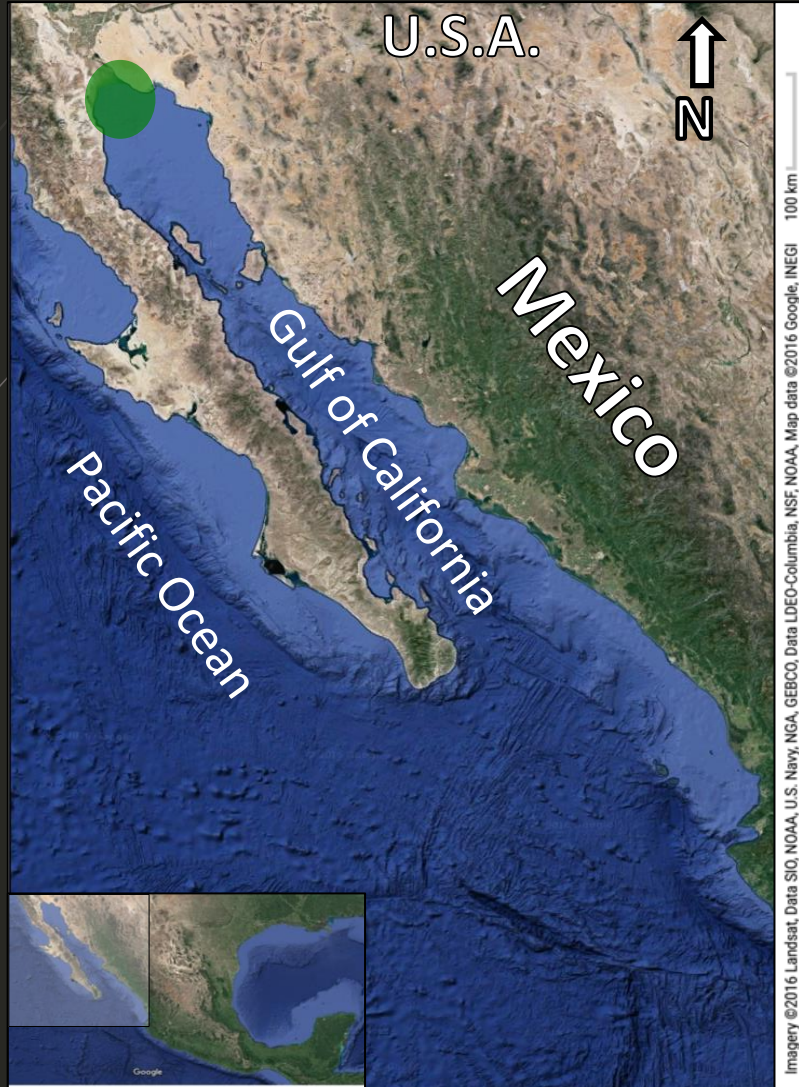 U.S.A.
N
Mexico
Gulf of California
Pacific Ocean
Google
Imagery ©2016 Landsat, Data SIO, NOAA, U.S. Navy, NGA, GEBCO, Data LDEO-Columbia, NSF, NOAA, Map data ©2016 Google, INEGI 100 km